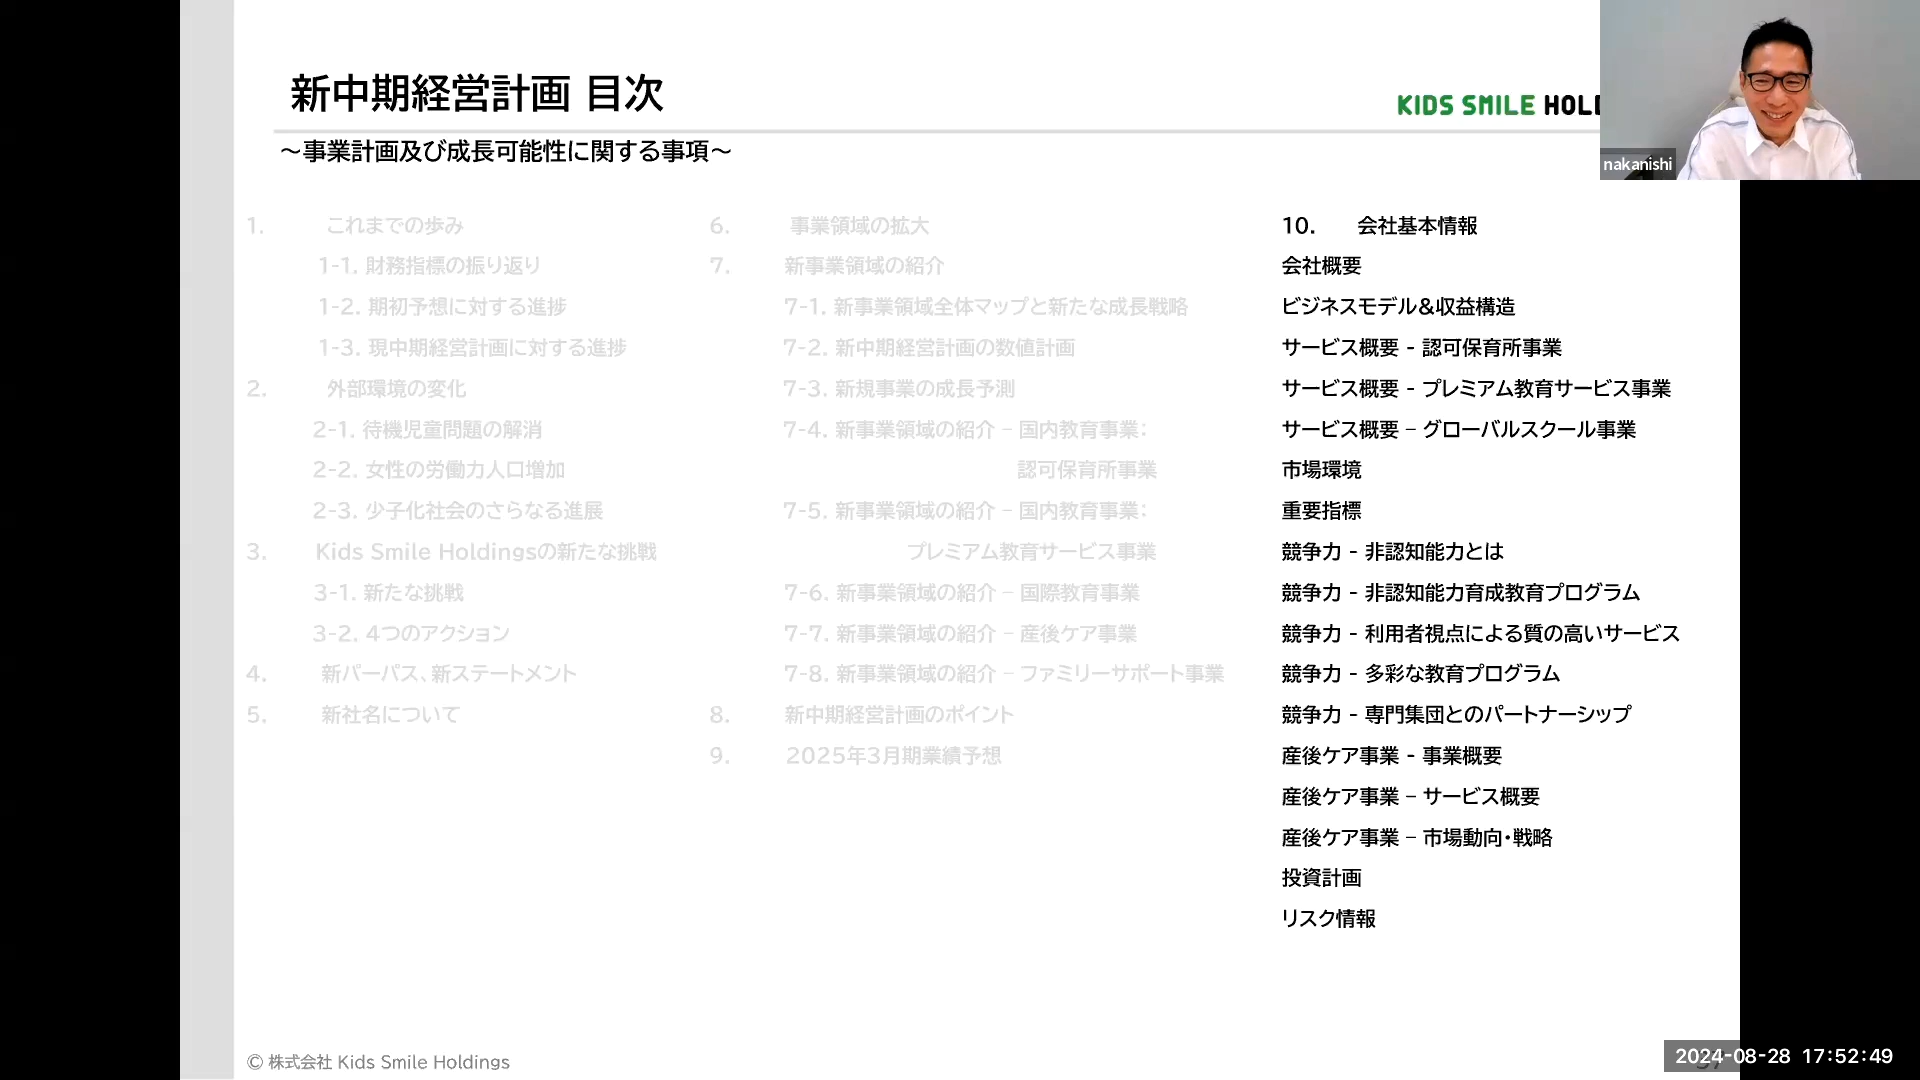 新中期経営計画 目次
KIDS SMILE
nakanishi
～事業計画及び成長可能性に関する事項～
1. これまでの歩み
1-1. 財務指標の振り返り
1-2. 期初予想に対する進捗
1-3. 現中期経営計画に対する進捗
2. 外部環境の変化
2-1. 待機児童問題の解消
2-2. 女性の労働力人口増加
2-3. 少子化社会のさらなる進展
3. Kids Smile Holdingsの新たな挑戦
3-1. 新たな挑戦
3-2. 4つのアクション
4. 新パーパス、新ステートメント
5. 新社名について
6. 事業領域の拡大
7. 新事業領域の紹介
7-1. 新事業領域全体マップと新たな成長戦略
7-2. 新中期経営計画の数値計画
7-3. 新規事業の成長予測
7-4. 新事業領域の紹介 – 国内教育事業：
認可保育所事業
7-5. 新事業領域の紹介 – 国内教育事業：
プレミアム教育サービス事業
7-6. 新事業領域の紹介 – 国際教育事業
7-7. 新事業領域の紹介 – 産後ケア事業
7-8. 新事業領域の紹介 – ファミリーサポート事業
8. 新中期経営計画のポイント
9. 2025年3月期業績予想
10. 会社基本情報
会社概要
ビジネスモデル&収益構造
サービス概要 - 認可保育所事業
サービス概要 - プレミアム教育サービス事業
サービス概要 – グローバルスクール事業
市場環境
重要指標
競争力 - 非認知能力とは
競争力 - 非認知能力育成教育プログラム
競争力 - 利用者視点による質の高いサービス
競争力 - 多彩な教育プログラム
競争力 - 専門集団とのパートナーシップ
産後ケア事業 - 事業概要
産後ケア事業 – サービス概要
産後ケア事業 – 市場動向・戦略
投資計画
リスク情報
© 株式会社 Kids Smile Holdings
2024-08-28 17:52:49